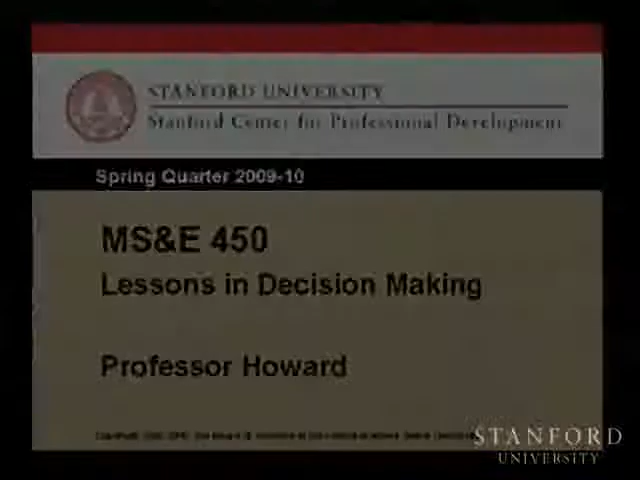 STANFORD UNIVERSITY
Stanford Center for Professional Development
Spring Quarter 2009-10
MS&E 450
Lessons in Decision Making
Professor Howard
STANFORD
UNIVERSITY